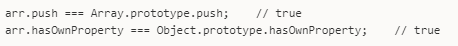 arr.push === Array.prototype.push;    // true
arr.hasOwnProperty === Object.prototype.hasOwnProperty;    // true